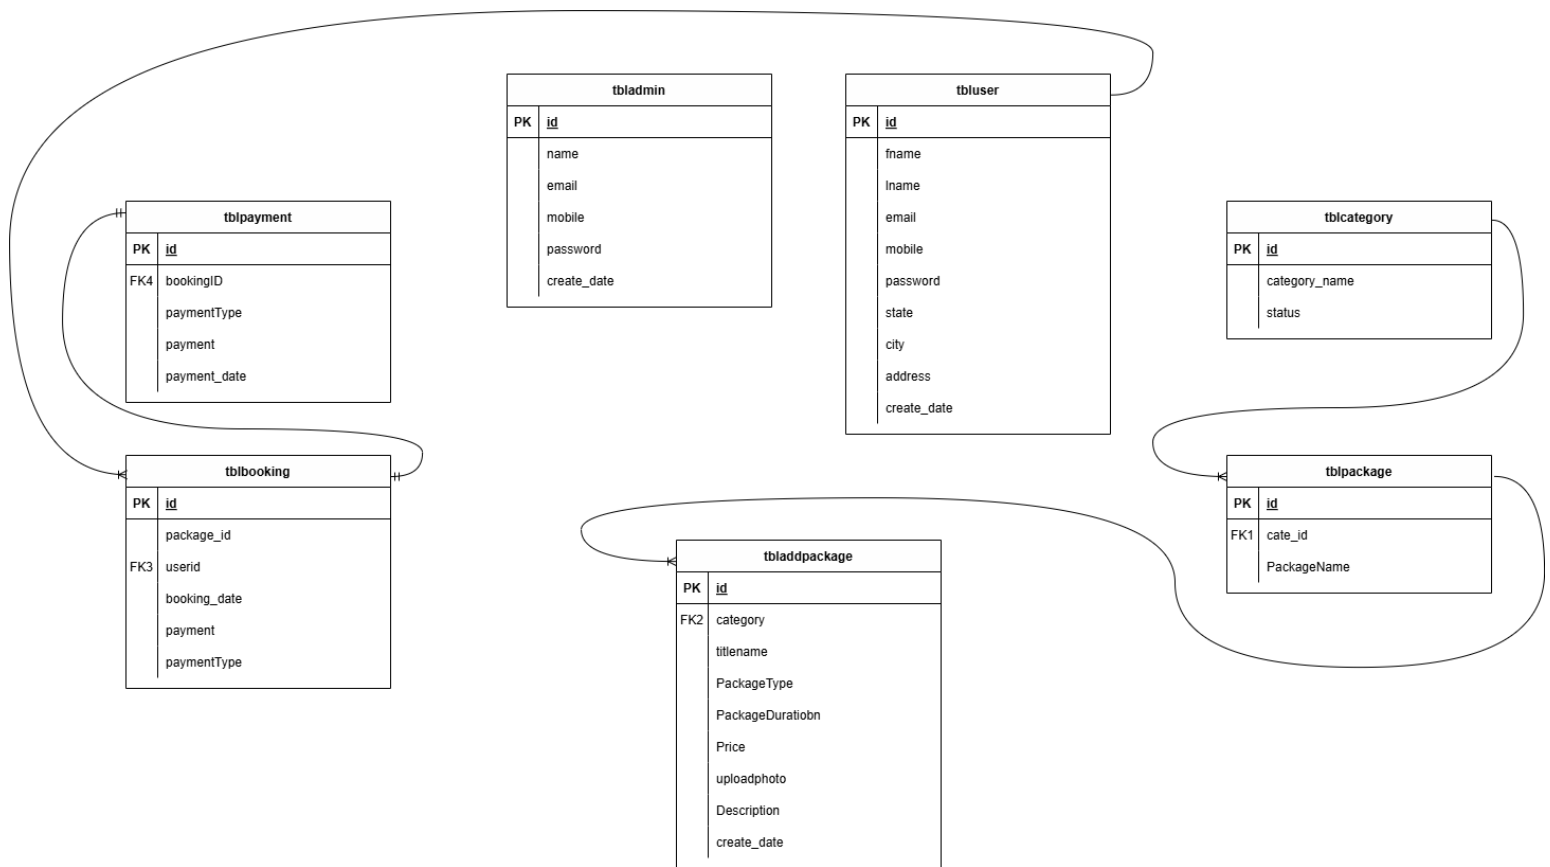 tbladmin
PK id
name
email
mobile
password
create_date
tbluser
PK id
fname
lname
email
mobile
password
state
city
address
create_date
tblpayment
PK id
FK4 bookingID
paymentType
payment
payment_date
tblcategory
PK id
category_name
status
tblbooking
PK id
package_id
FK3 userid
booking_date
payment
paymentType
tblpackage
PK id
FK1 cate_id
PackageName
tbladdpackage
PK id
FK2 category
titlename
PackageType
PackageDuratiobn
Price
uploadphoto
Description
create_date